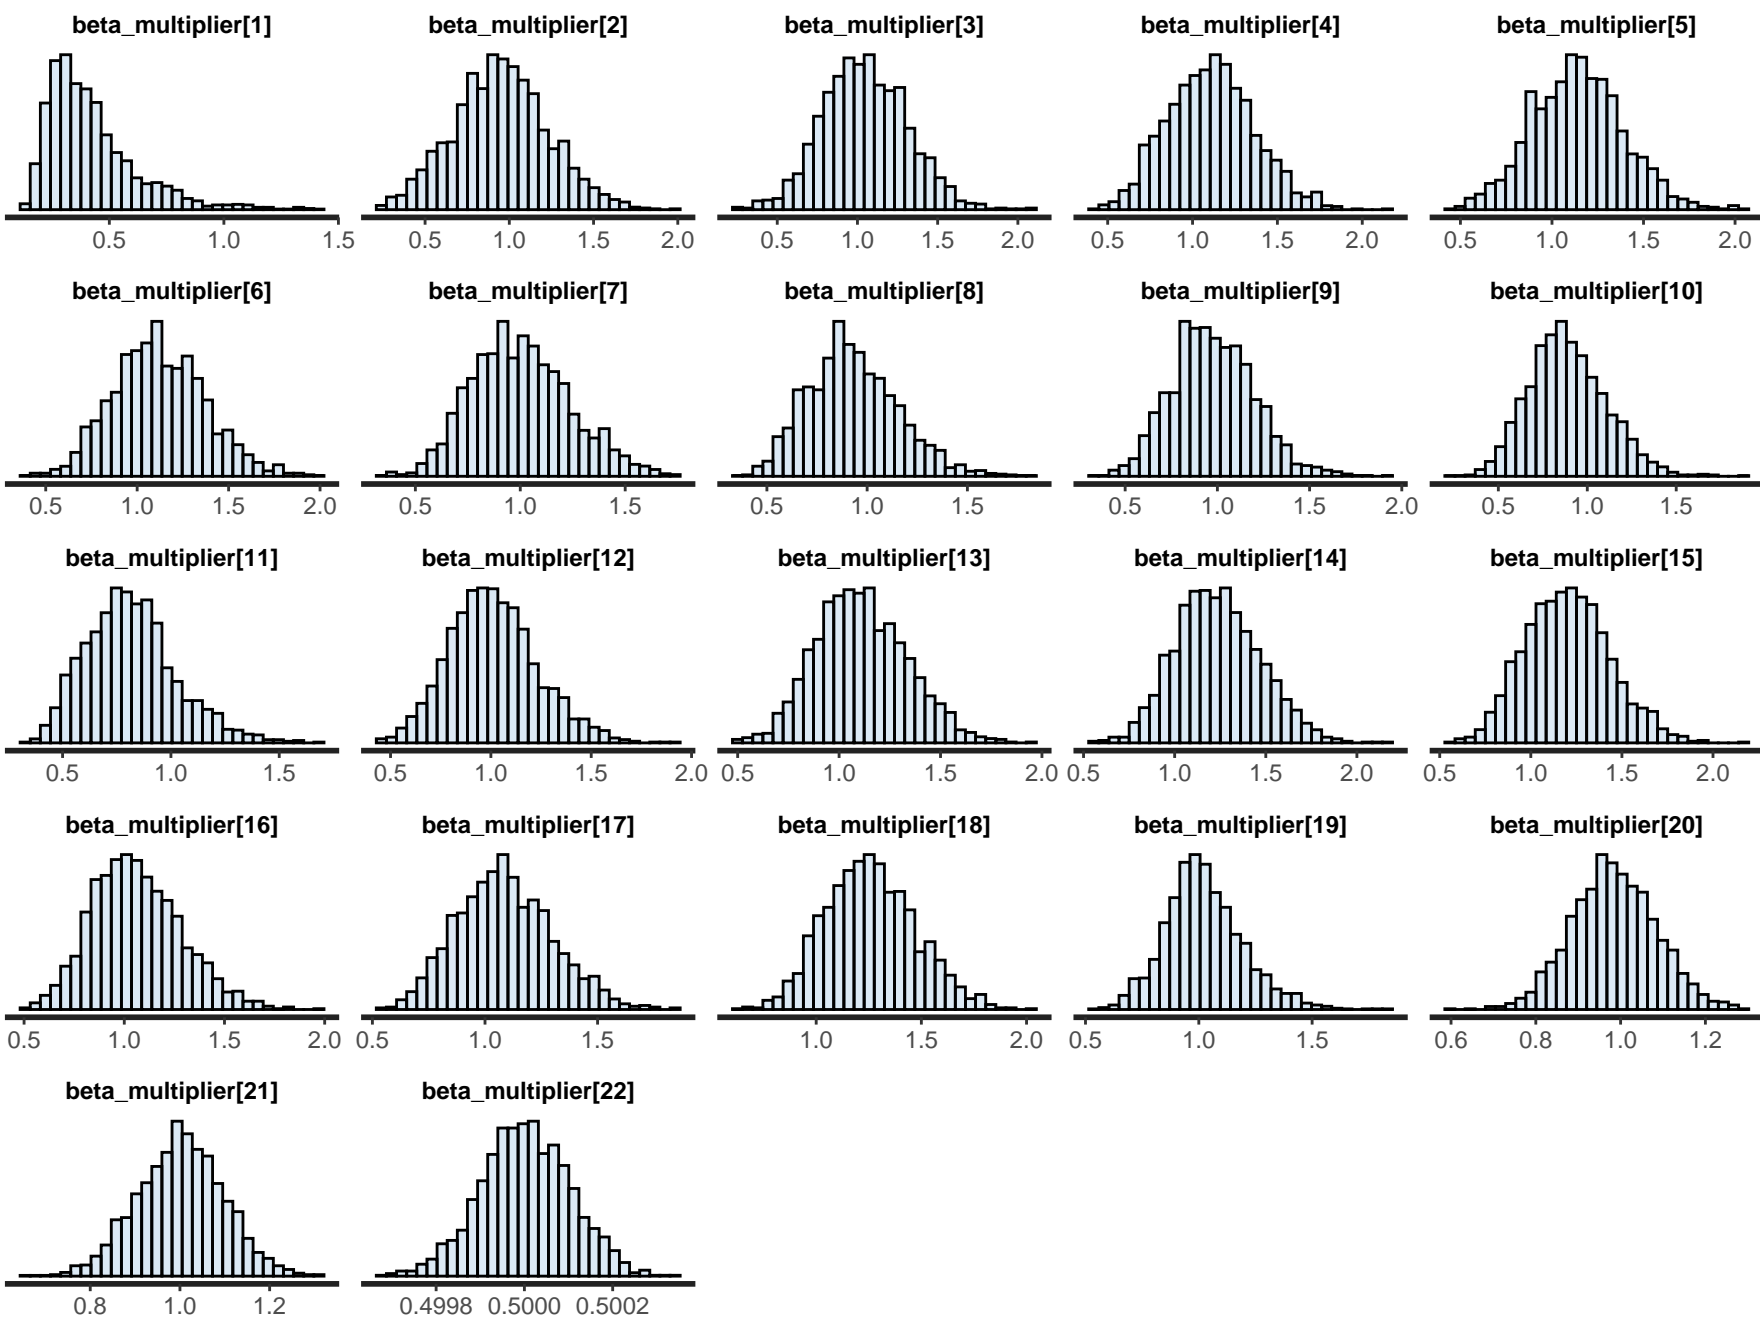 beta_multiplier[1] beta_multiplier[2] beta_multiplier[3] beta_multiplier[4] beta_multiplier[5]
0.5 1.0 1.5 0.5 1.0 1.5 2.0 0.5 1.0 1.5 2.0 0.5 1.0 1.5 2.0 0.5 1.0 1.5 2.0
beta_multiplier[6] beta_multiplier[7] beta_multiplier[8] beta_multiplier[9] beta_multiplier[10]
0.5 1.0 1.5 2.0 0.5 1.0 1.5 0.5 1.0 1.5 0.5 1.0 1.5 2.0 0.5 1.0 1.5
beta_multiplier[11] beta_multiplier[12] beta_multiplier[13] beta_multiplier[14] beta_multiplier[15]
0.5 1.0 1.5 0.5 1.0 1.5 2.0 0.5 1.0 1.5 2.0 0.5 1.0 1.5 2.0 0.5 1.0 1.5 2.0
beta_multiplier[16] beta_multiplier[17] beta_multiplier[18] beta_multiplier[19] beta_multiplier[20]
0.5 1.0 1.5 2.0 0.5 1.0 1.5 1.0 1.5 2.0 0.5 1.0 1.5 0.6 0.8 1.0 1.2
beta_multiplier[21] beta_multiplier[22]
0.8 1.0 1.2 0.4998 0.5000 0.5002